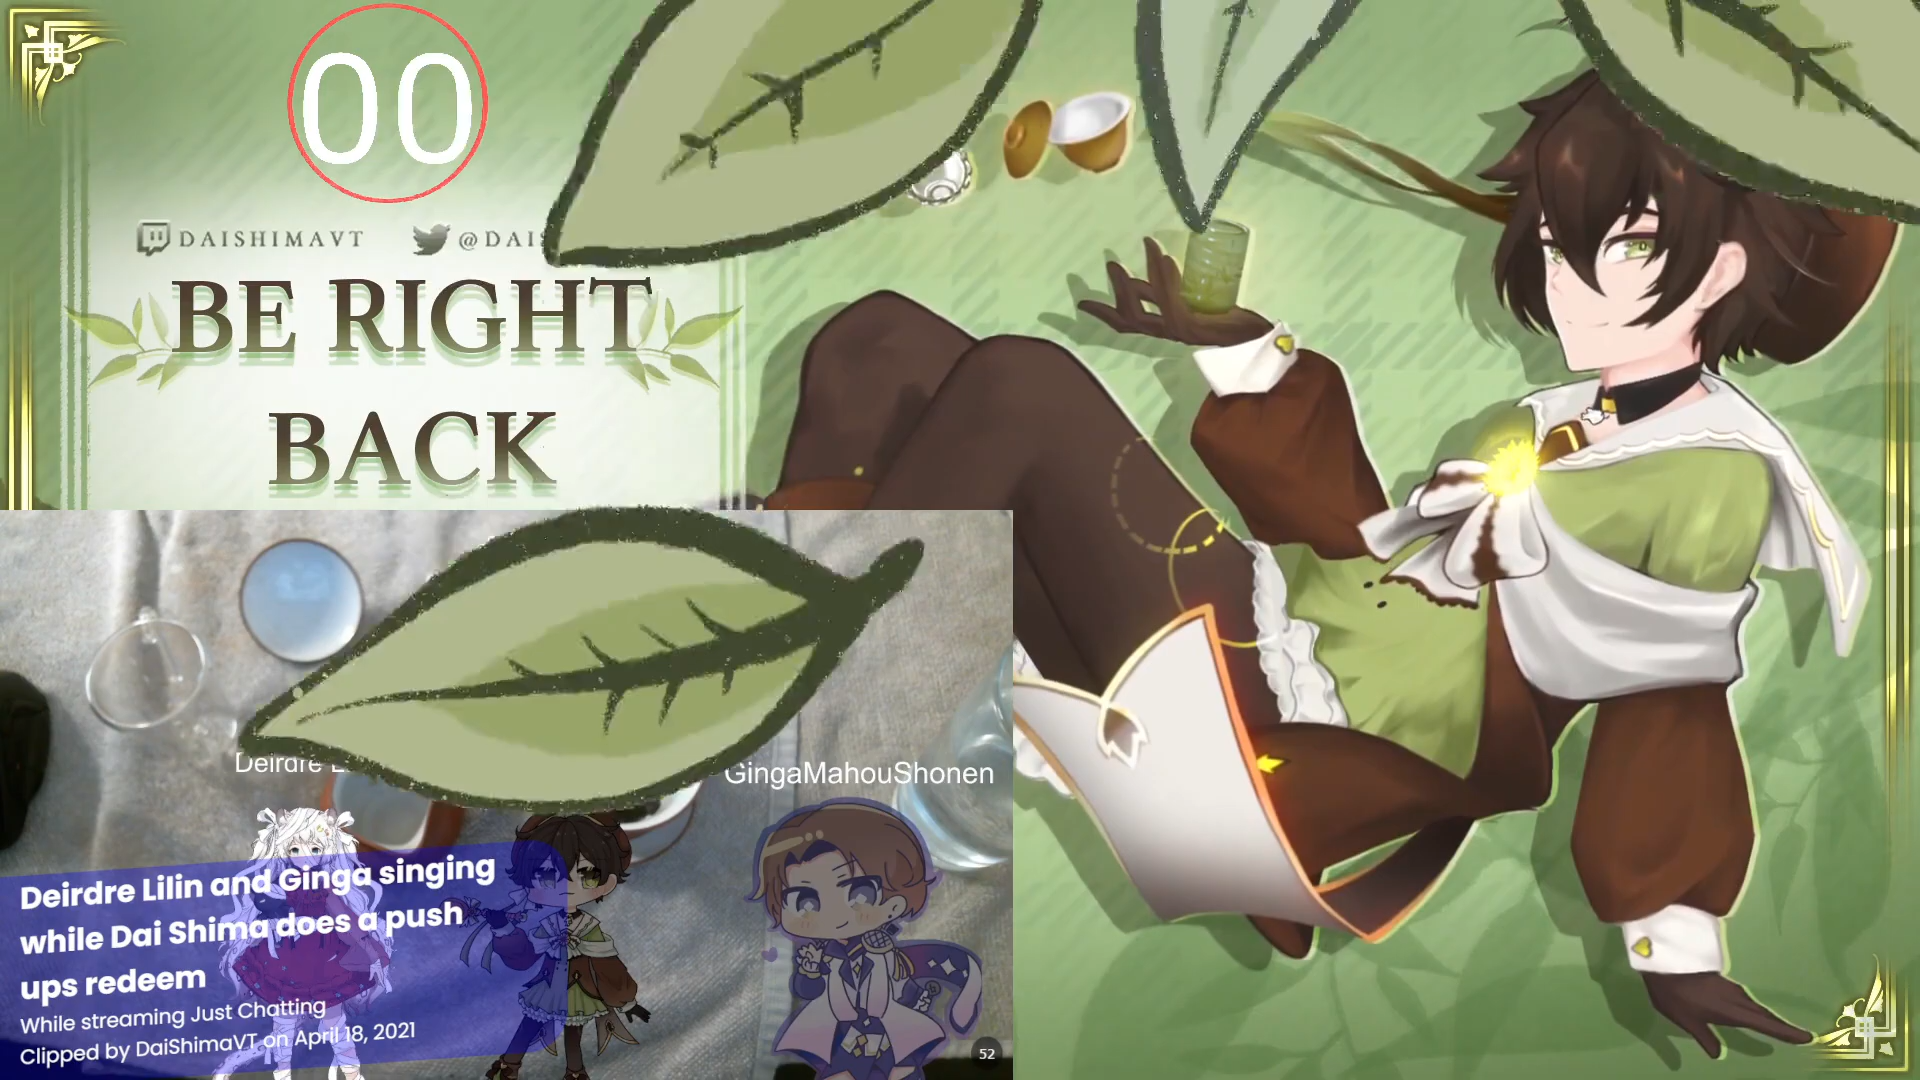 00
DAISHIMAVT
@DAI
BE RIGHT
BACK
Deirdre
GingaMahouShonen
Deirdre Lilin and Ginga singing
while Dai Shima does a push
ups redeem
While streaming Just Chatting
Clipped by DaiShimaVT on April 18, 2021
52